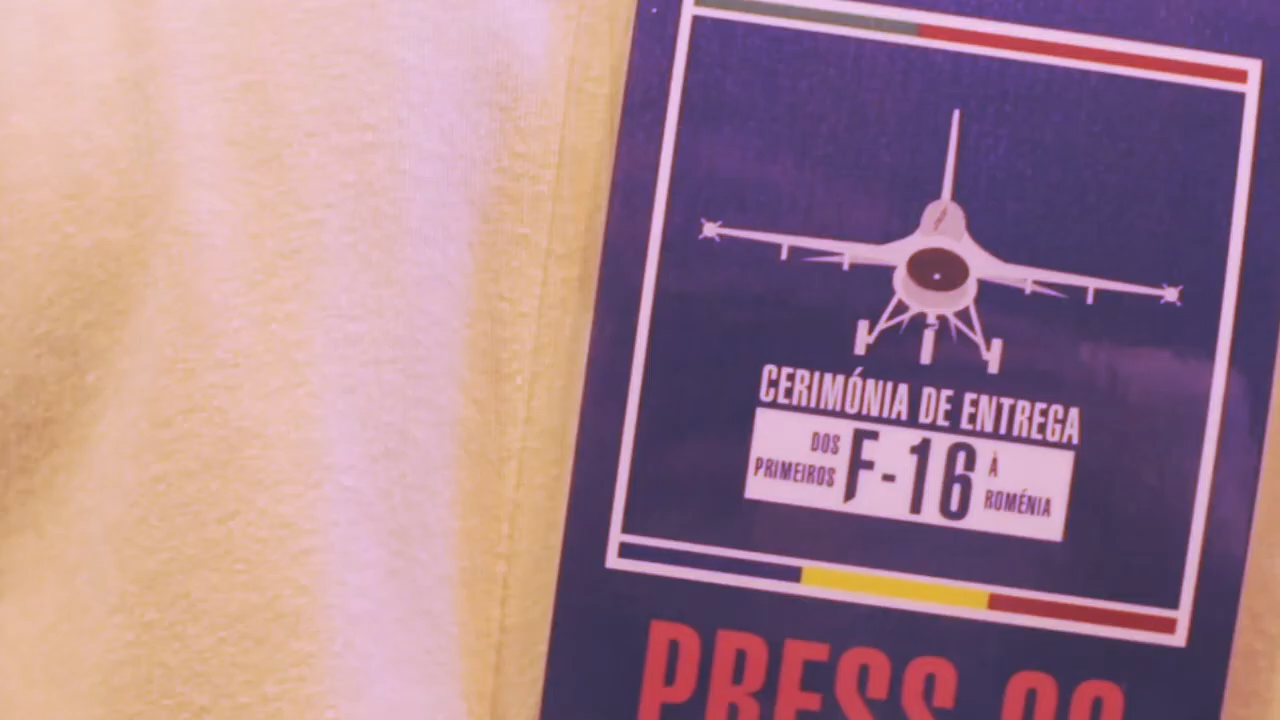 CERIMÓNIA DE ENTREGA
DOS
PRIMEIROS
F-16
À
ROMÉNIA
PRESS